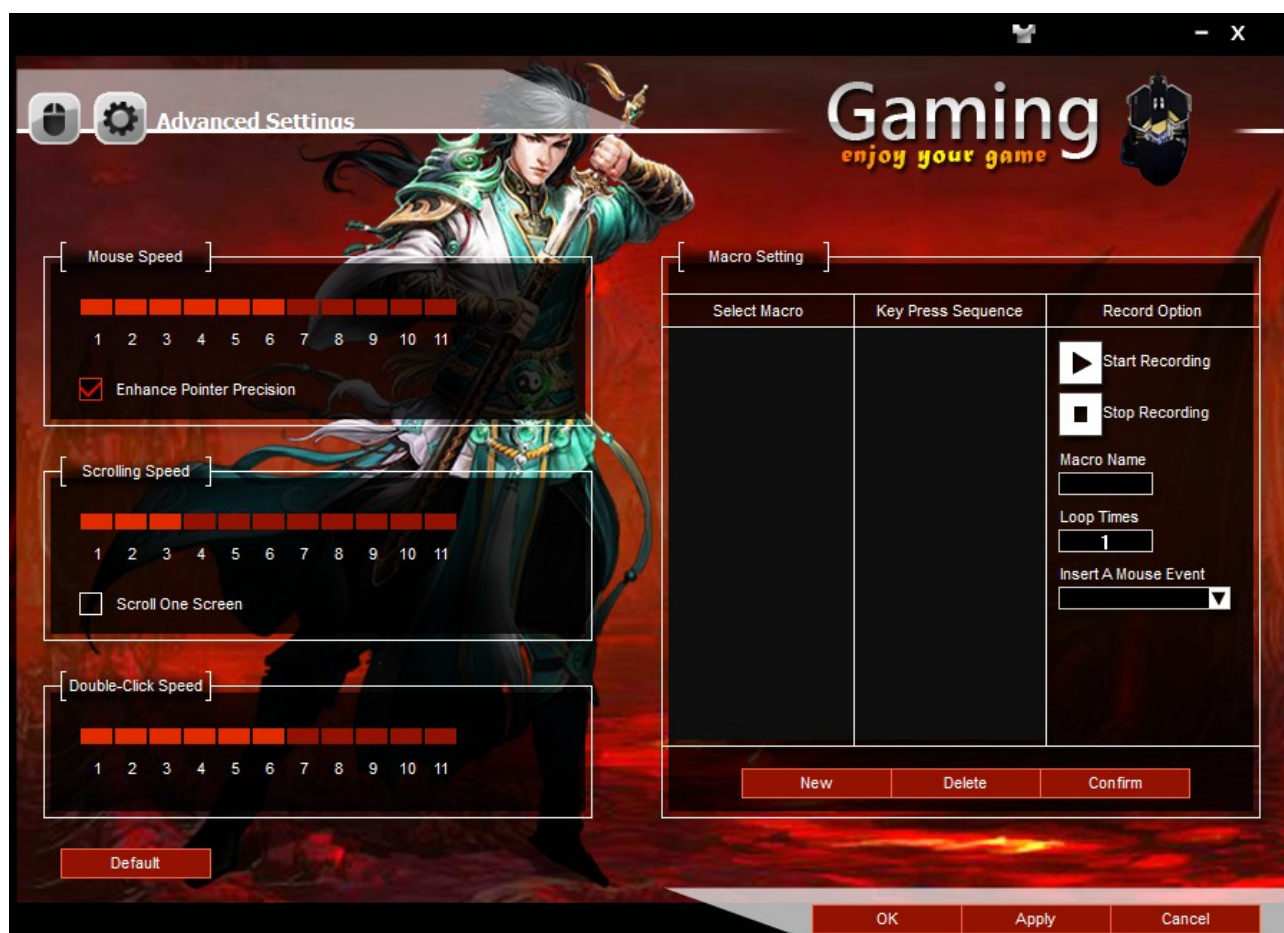 – X
Advanced Settings
Gaming
enjoy your game
Mouse Speed
1 2 3 4 5 6 7 8 9 10 11
Enhance Pointer Precision
Scrolling Speed
1 2 3 4 5 6 7 8 9 10 11
Scroll One Screen
Double-Click Speed
1 2 3 4 5 6 7 8 9 10 11
Default
Macro Setting
Select Macro Key Press Sequence Record Option
Start Recording
Stop Recording
Macro Name
Loop Times
1
Insert A Mouse Event
New Delete Confirm
OK Apply Cancel